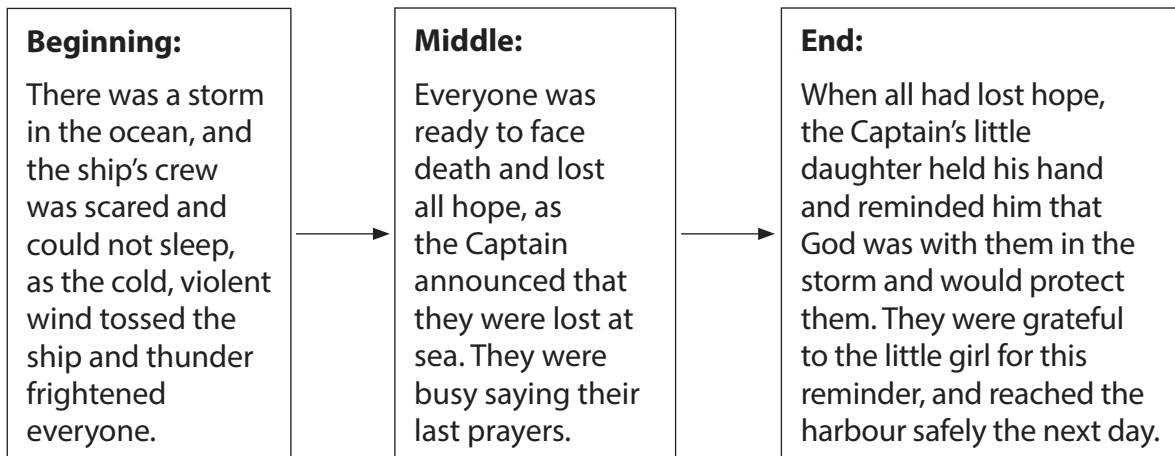 Beginning:
There was a storm
in the ocean, and
the ship’s crew
was scared and
could not sleep,
as the cold, violent
wind tossed the
ship and thunder
frightened
everyone.
Middle:
Everyone was
ready to face
death and lost
all hope, as
the Captain
announced that
they were lost at
sea. They were
busy saying their
last prayers.
End:
When all had lost hope,
the Captain’s little
daughter held his hand
and reminded him that
God was with them in the
storm and would protect
them. They were grateful
to the little girl for this
reminder, and reached the
harbour safely the next day.